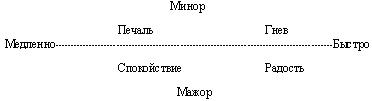 Минор
Печаль Гнев
Медленно--------------------------------------------------------------------------------Быстро
Спокойствие Радость
Мажор